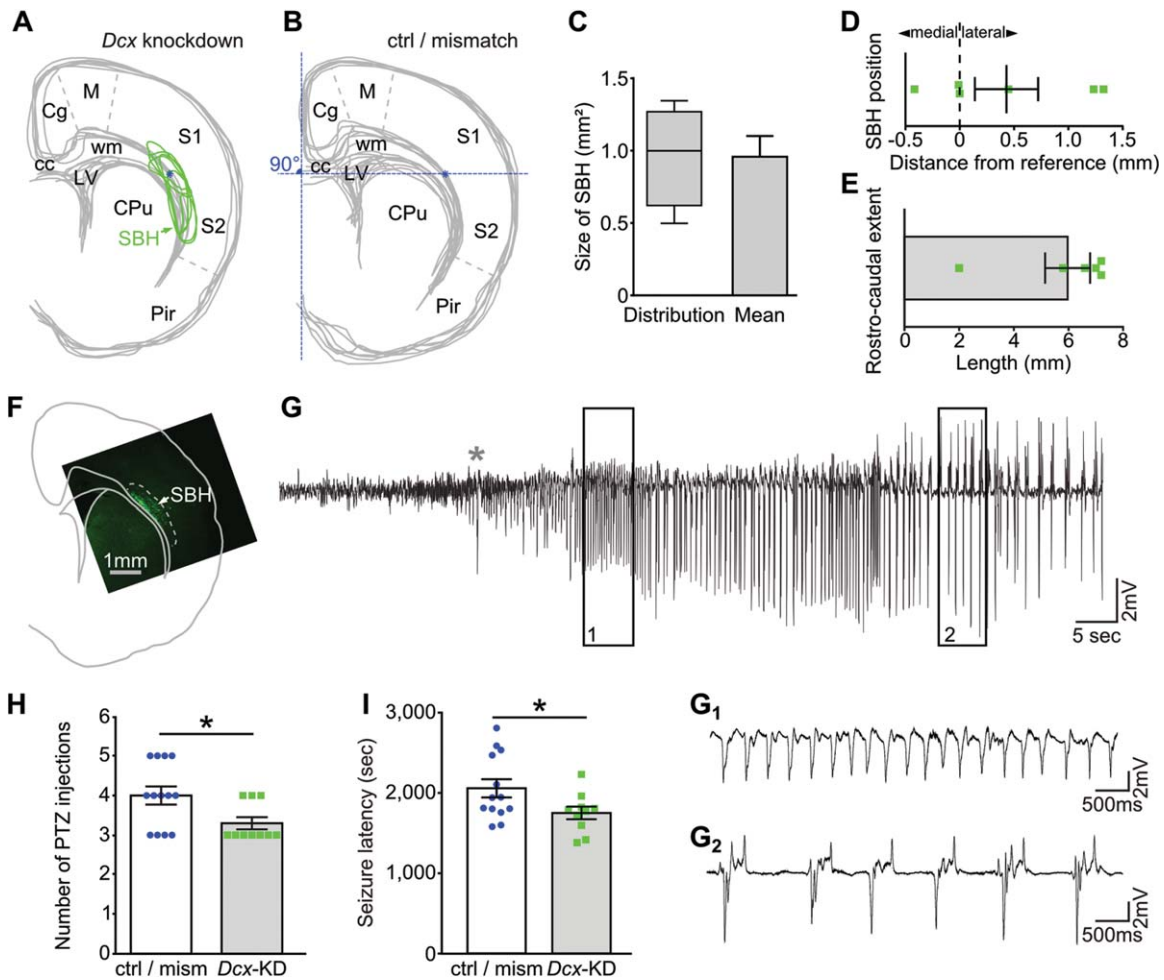 A
Dcx knockdown
M
Cg
S1
wm
cc
LV
CPu
S2
SBH
Pir
B
ctrl / mismatch
M
Cg
S1
wm
90°
cc
LV
CPu
S2
Pir
C
Size of SBH (mm²)
1.5
1.0
0.5
0
Distribution Mean
D
medial lateral
SBH position
-0.5 0 0.5 1.0 1.5
Distance from reference (mm)
E
Rostro-caudal extent
0 2 4 6 8
Length (mm)
F
SBH
1mm
G
*
1
2
2mV
5 sec
H
Number of PTZ injections
6
5
4
3
2
1
0
*
ctrl / mism Dcx-KD
I
Seizure latency (sec)
3,000
2,000
1,000
0
*
ctrl / mism Dcx-KD
G1
2mV
500ms
G2
2mV
500ms